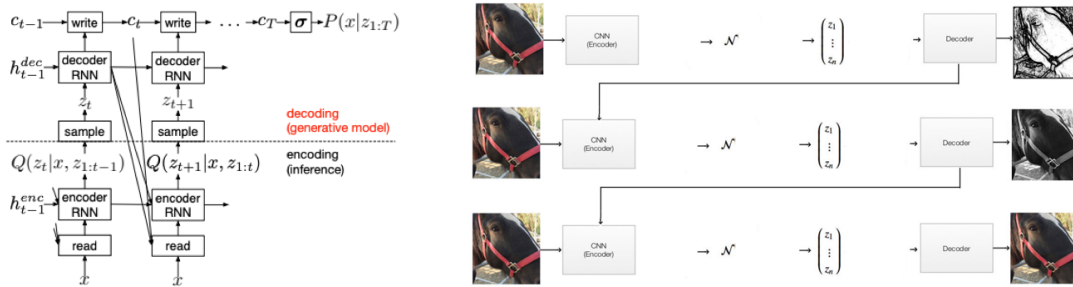 c_{t-1} write c_t write ... c_T σ P(x|z_{1:T})
h^{dec}_{t-1} decoder RNN decoder RNN
z_t z_{t+1}
sample sample
decoding
(generative model)
Q(z_t|x, z_{1:t-1}) Q(z_{t+1}|x, z_{1:t})
encoding
(inference)
h^{enc}_{t-1} encoder RNN encoder RNN
read read
x x
CNN
(Encoder)
𝒩
z_1
⋮
z_n
Decoder
CNN
(Encoder)
𝒩
z_1
⋮
z_n
Decoder
CNN
(Encoder)
𝒩
z_1
⋮
z_n
Decoder